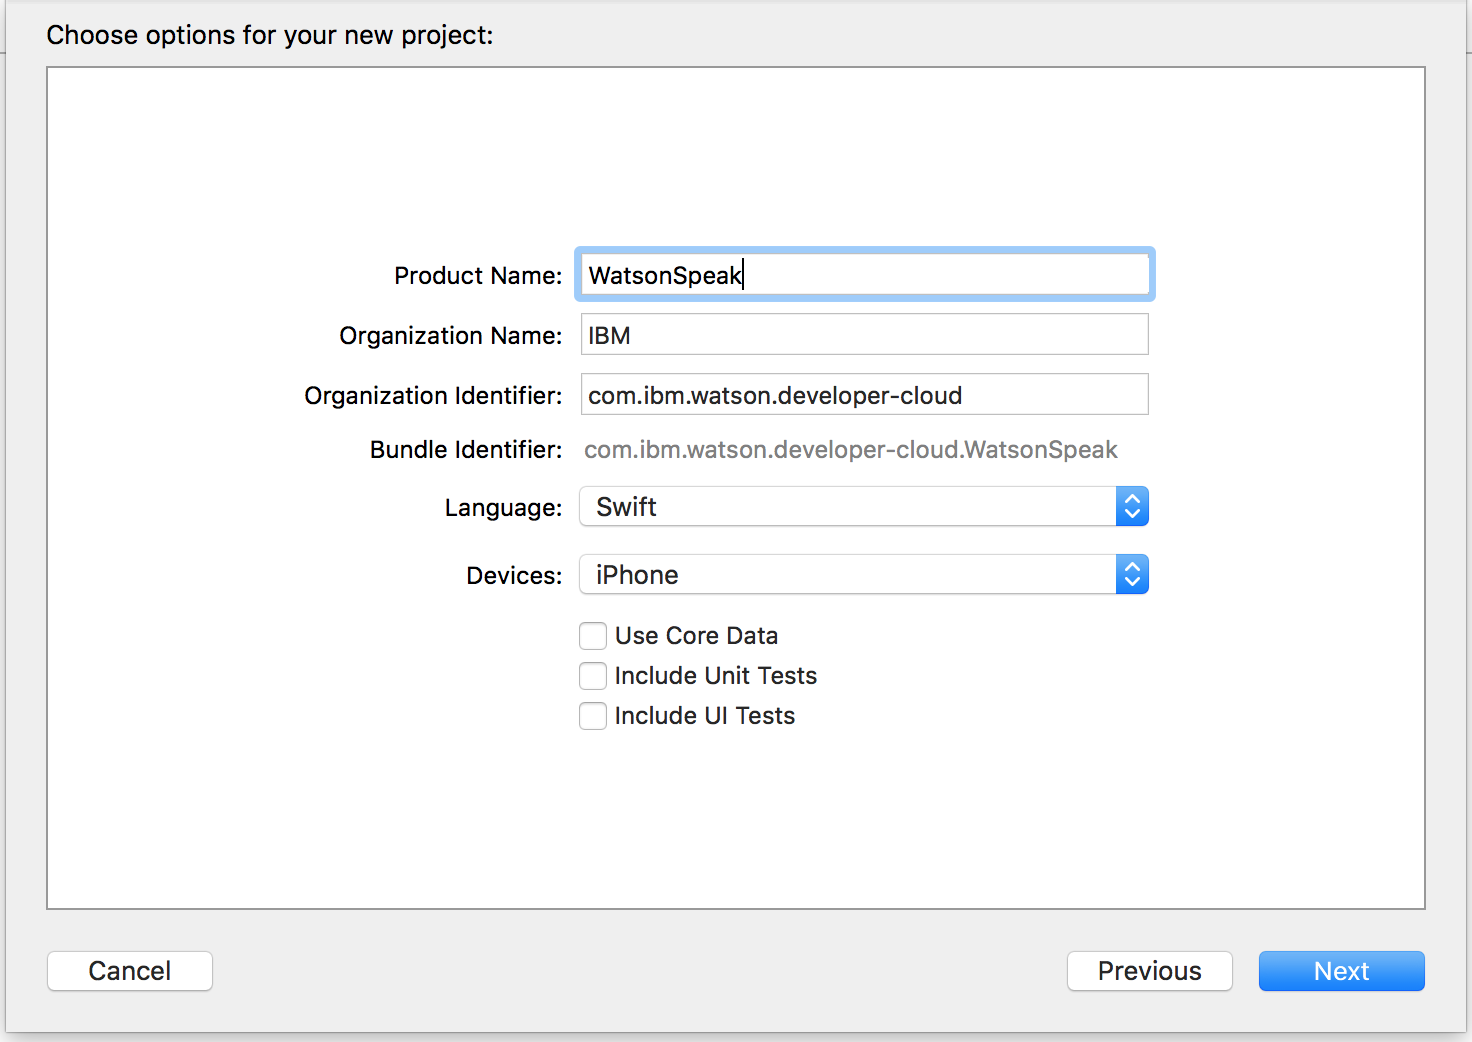 Choose options for your new project:
Product Name: WatsonSpeak
Organization Name: IBM
Organization Identifier: com.ibm.watson.developer-cloud
Bundle Identifier: com.ibm.watson.developer-cloud.WatsonSpeak
Language: Swift
Devices: iPhone
Use Core Data
Include Unit Tests
Include UI Tests
Cancel Previous Next